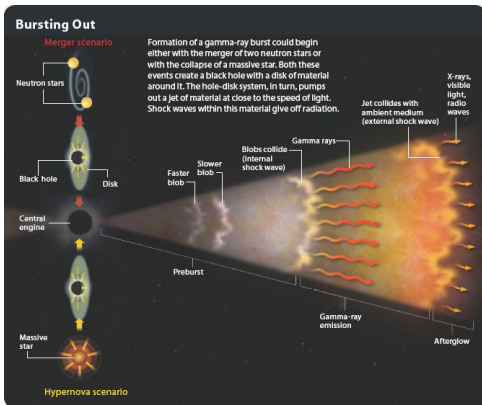 Bursting Out
Merger scenario
Formation of a gamma-ray burst could begin
either with the merger of two neutron stars or
with the collapse of a massive star. Both these
events create a black hole with a disk of material
around it. The hole-disk system, in turn, pumps
out a jet of material at close to the speed of light.
Shock waves within this material give off radiation.
Neutron stars
X-rays,
visible
light,
radio
waves
Jet collides with
ambient medium
(external shock wave)
Gamma rays
Blobs collide
(internal
shock wave)
Slower
blob
Faster
blob
Black hole
Disk
Central
engine
Preburst
Gamma-ray
emission
Afterglow
Massive
star
Hypernova scenario